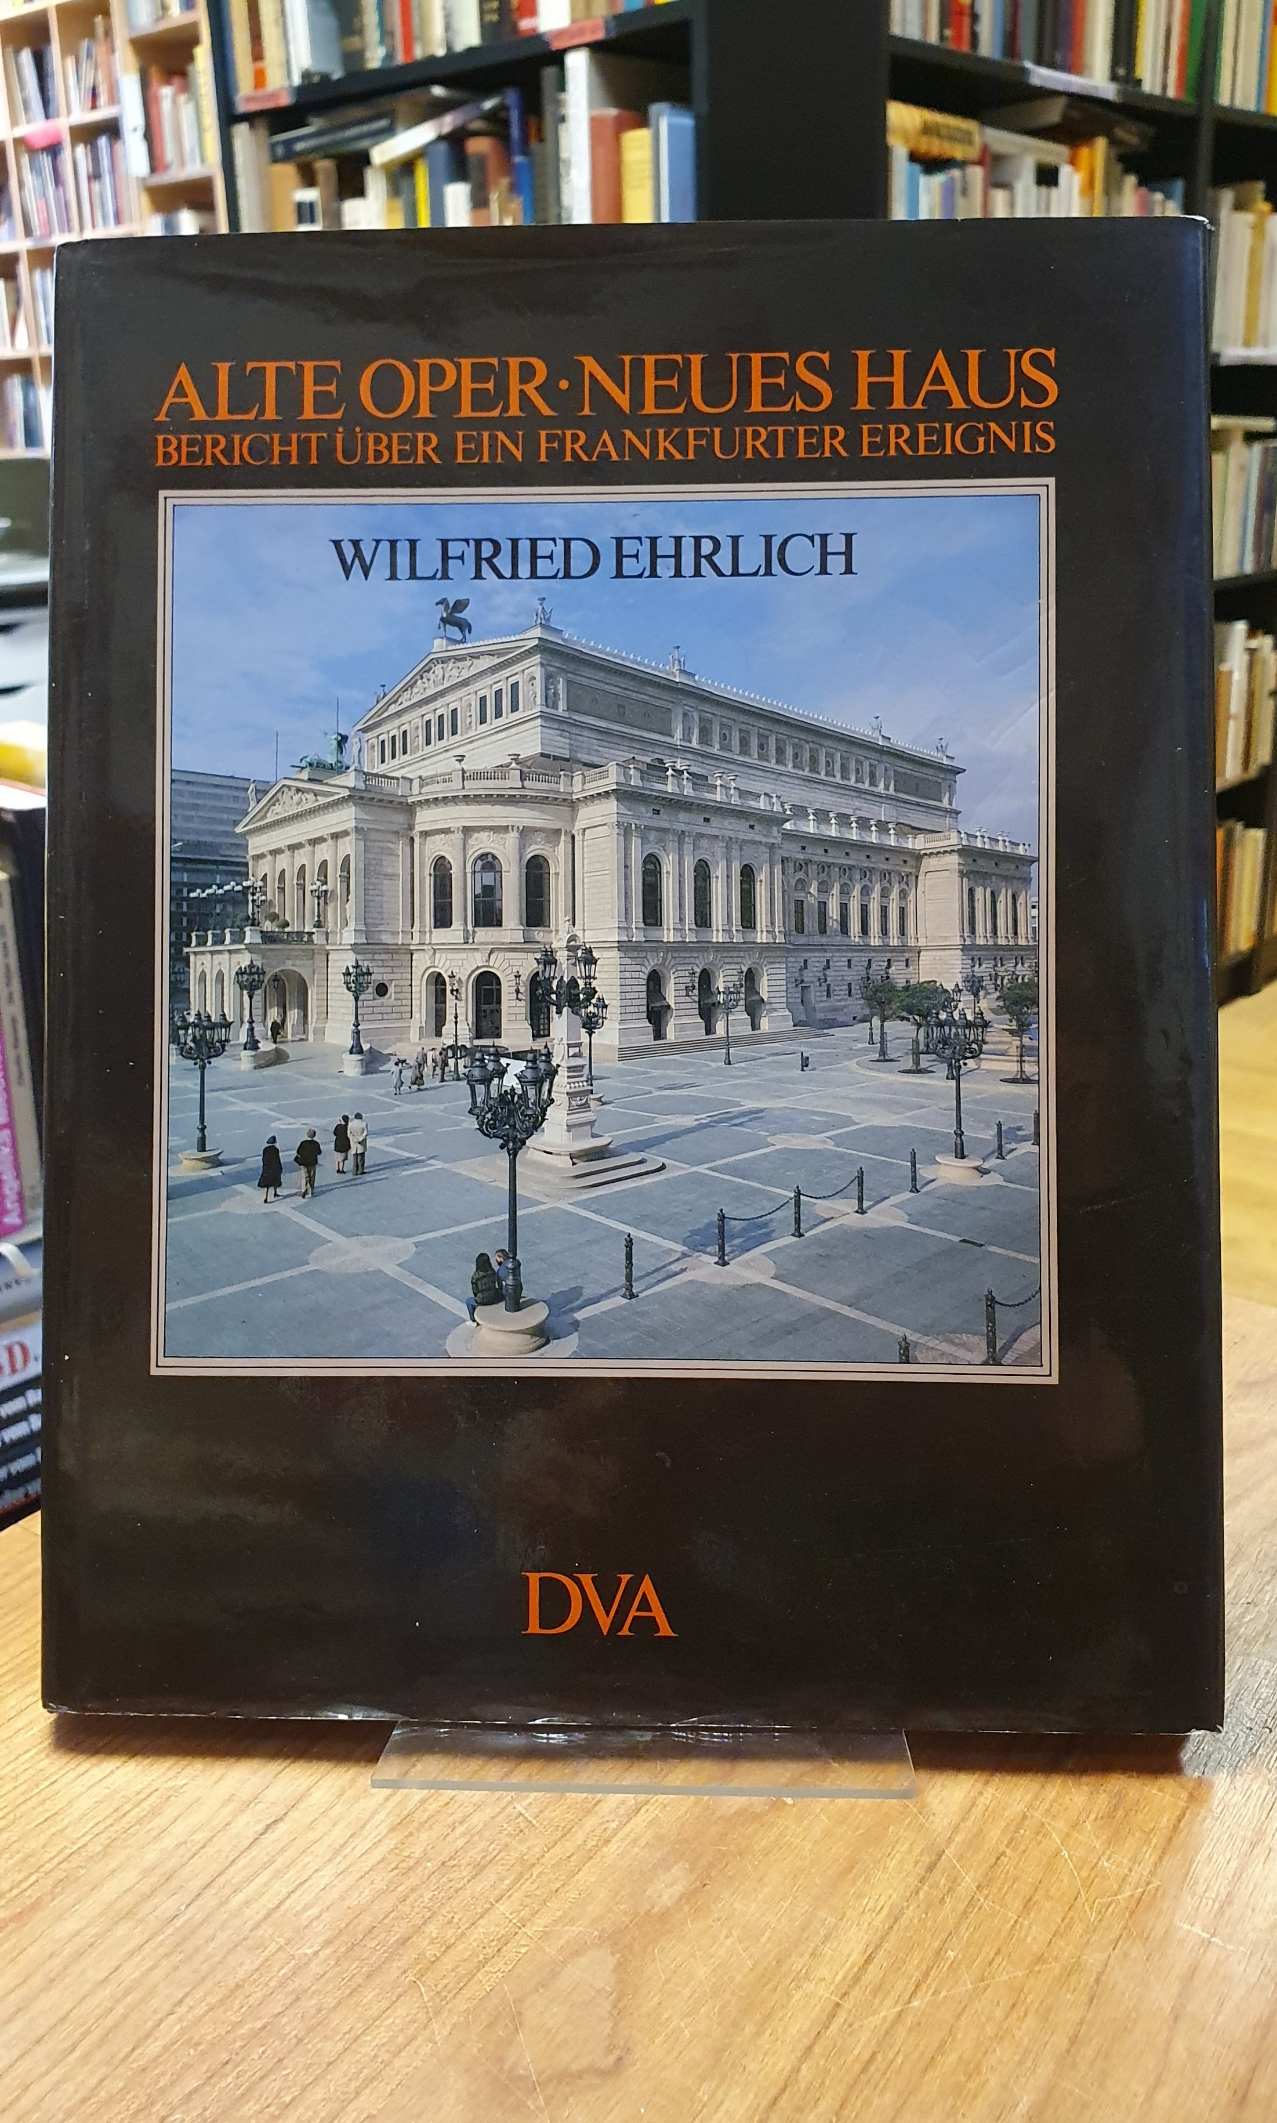 ALTE OPER·NEUES HAUS
BERICHT ÜBER EIN FRANKFURTER EREIGNIS
WILFRIED EHRLICH
DVA